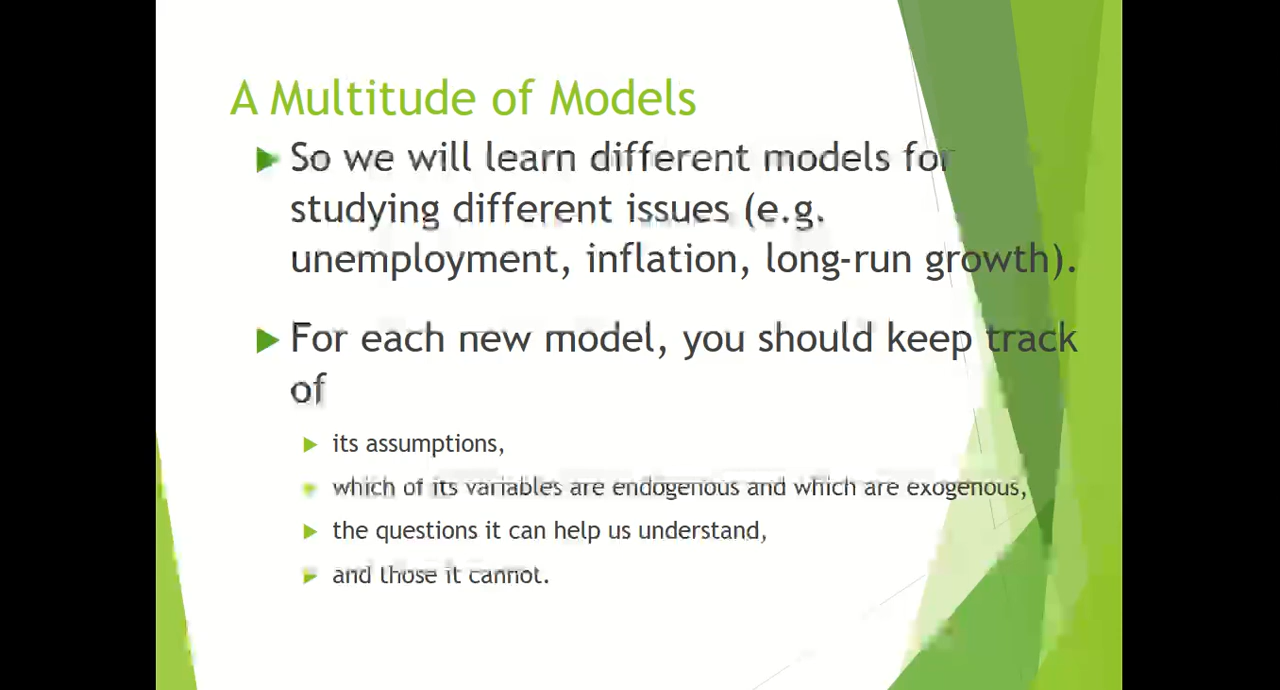 A Multitude of Models
So we will learn different models for
studying different issues (e.g.
unemployment, inflation, long-run growth).
For each new model, you should keep track
of
its assumptions,
which of its variables are endogenous and which are exogenous,
the questions it can help us understand,
and those it cannot.